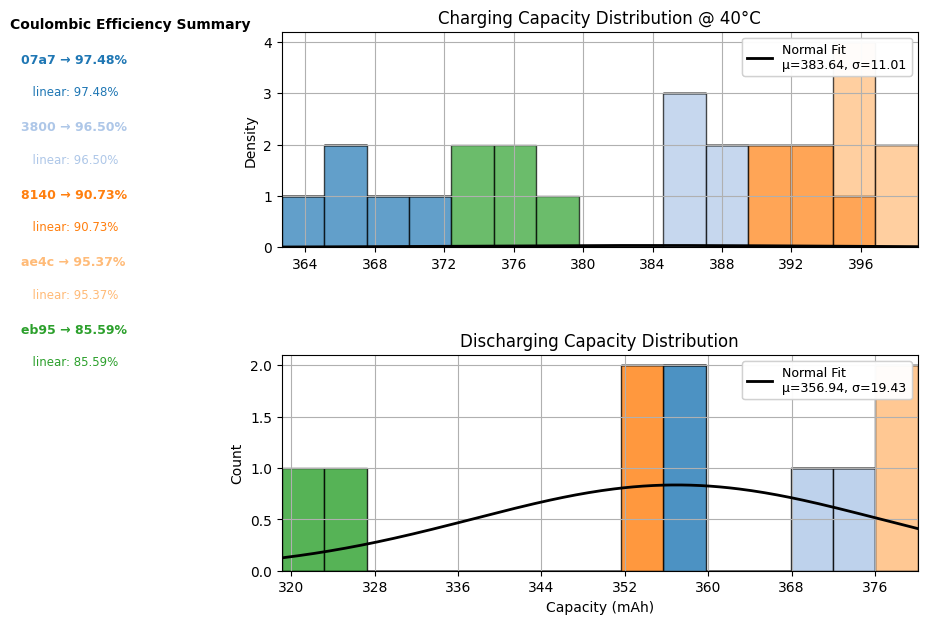 Coulombic Efficiency Summary
07a7 → 97.48%
linear: 97.48%
3800 → 96.50%
linear: 96.50%
8140 → 90.73%
linear: 90.73%
ae4c → 95.37%
linear: 95.37%
eb95 → 85.59%
linear: 85.59%
Charging Capacity Distribution @ 40°C
Normal Fit
μ=383.64, σ=11.01
Density
4
3
2
1
0
364 368 372 376 380 384 388 392 396
Discharging Capacity Distribution
Normal Fit
μ=356.94, σ=19.43
Count
2.0
1.5
1.0
0.5
0.0
320 328 336 344 352 360 368 376
Capacity (mAh)